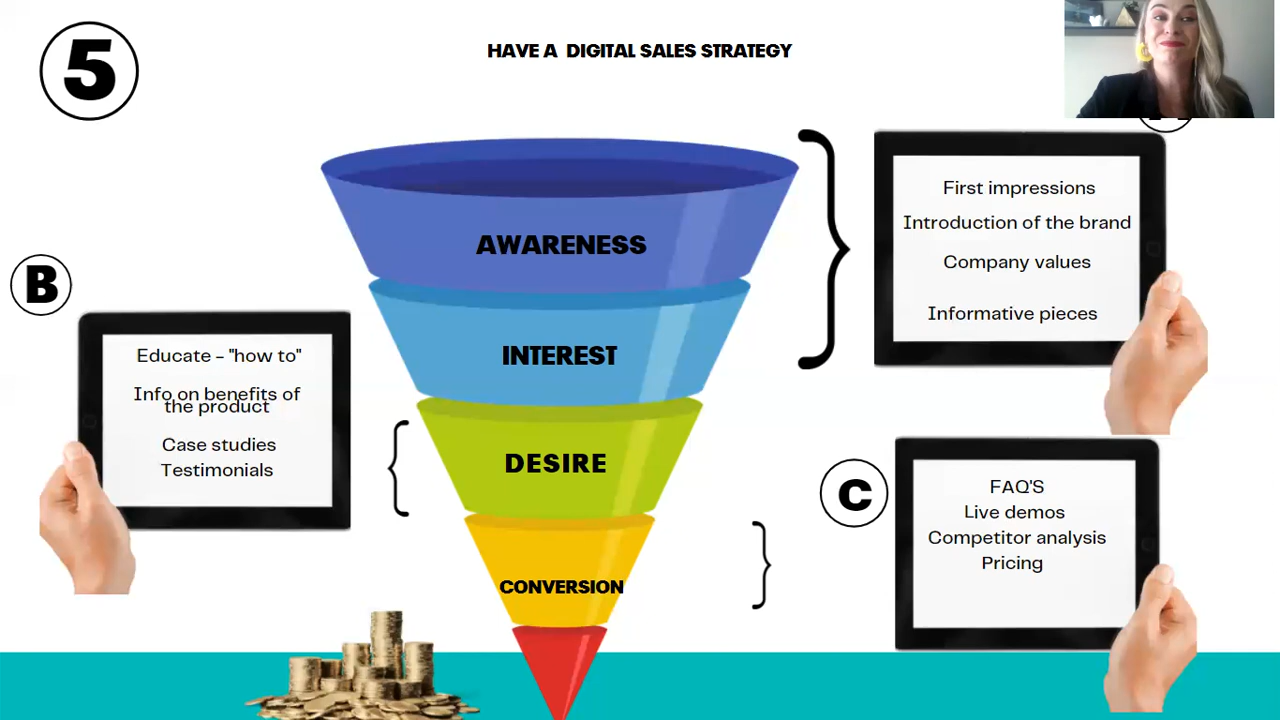 5
HAVE A DIGITAL SALES STRATEGY
First impressions
Introduction of the brand
Company values
Informative pieces
AWARENESS
INTEREST
DESIRE
CONVERSION
B
Educate - "how to"
Info on benefits of
the product
Case studies
Testimonials
C
FAQ'S
Live demos
Competitor analysis
Pricing